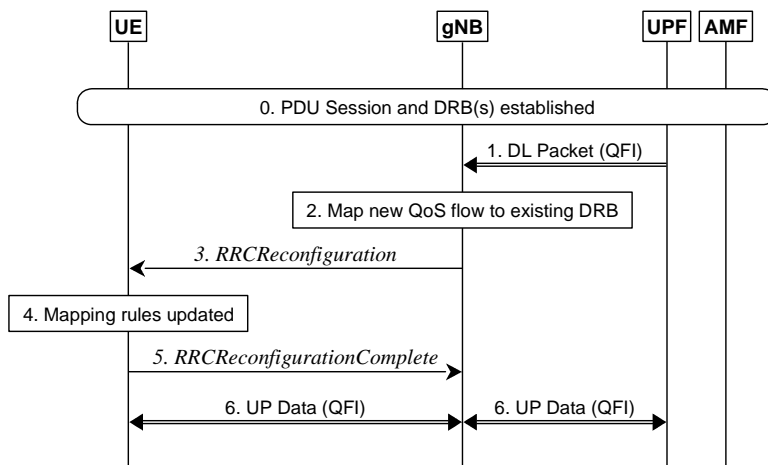 UE
gNB
UPF
AMF
0. PDU Session and DRB(s) established
1. DL Packet (QFI)
2. Map new QoS flow to existing DRB
3. RRCReconfiguration
4. Mapping rules updated
5. RRCReconfigurationComplete
6. UP Data (QFI)
6. UP Data (QFI)